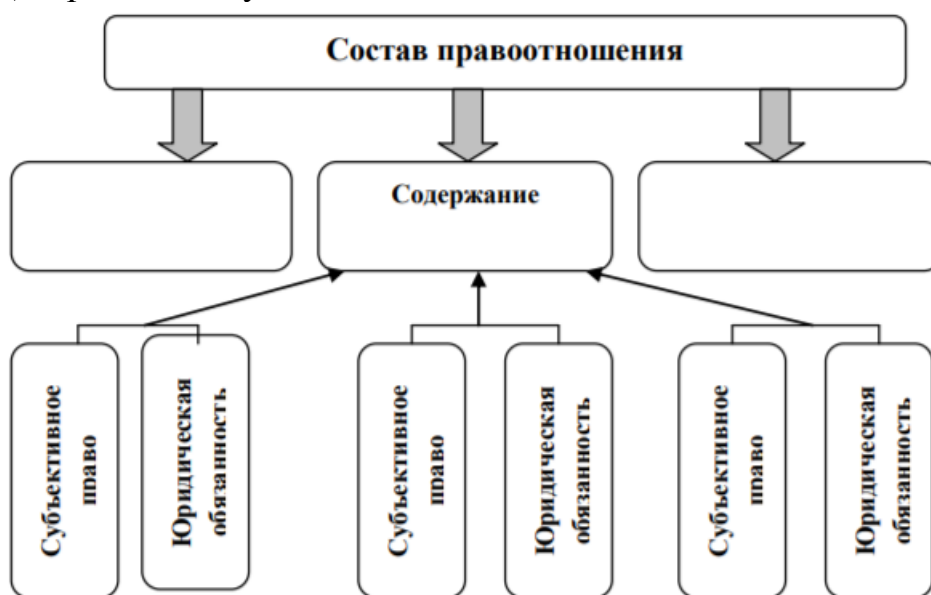 Состав правоотношения
Содержание
Субъективное
право
Юридическая
обязанность
Субъективное
право
Юридическая
обязанность
Субъективное
право
Юридическая
обязанность